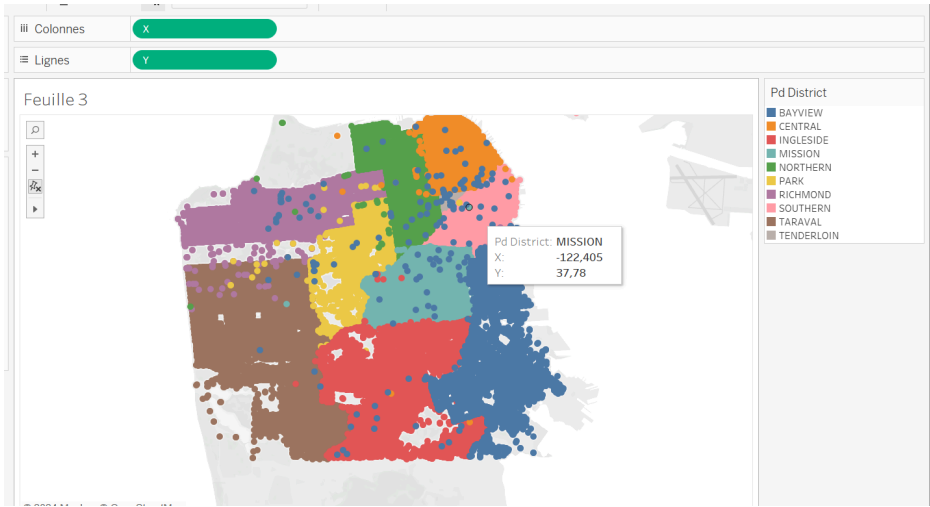 Colonnes
X
Lignes
Y
Feuille 3
Pd District
BAYVIEW
CENTRAL
INGLESIDE
MISSION
NORTHERN
PARK
RICHMOND
SOUTHERN
TARAVAL
TENDERLOIN
Pd District: MISSION
X: -122,405
Y: 37,78